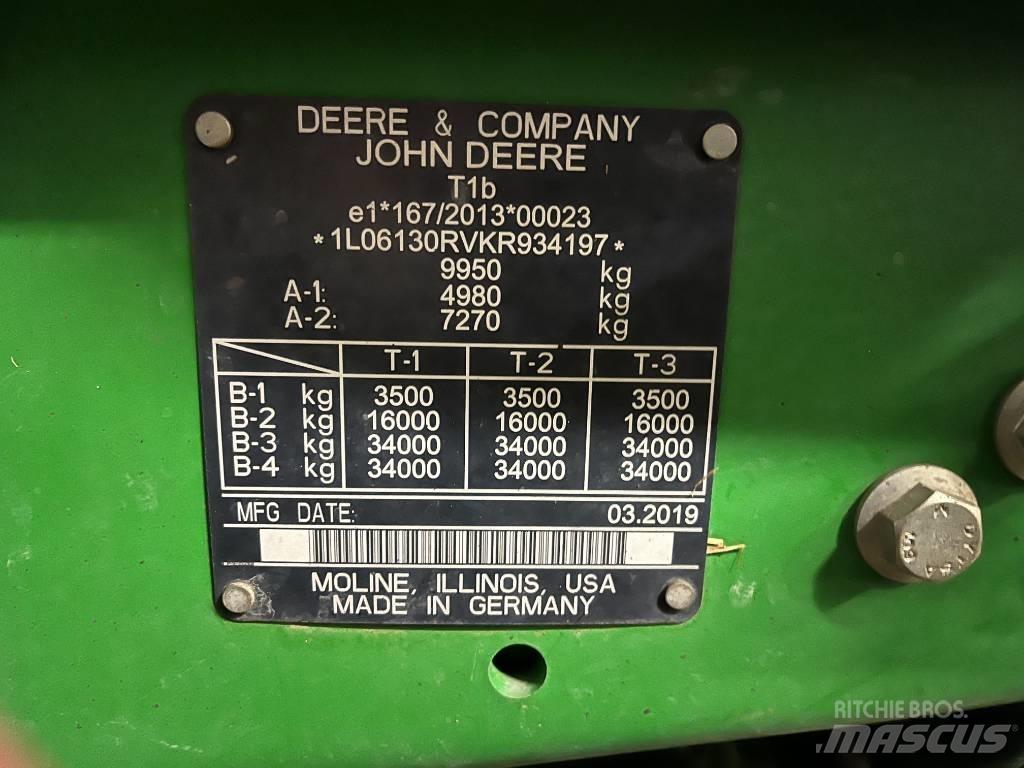 DEERE & COMPANY
JOHN DEERE
T1b
e1*167/2013*00023
*1L06130RVKR934197*
9950 kg
A-1: 4980 kg
A-2: 7270 kg
T-1 T-2 T-3
B-1 kg 3500 3500 3500
B-2 kg 16000 16000 16000
B-3 kg 34000 34000 34000
B-4 kg 34000 34000 34000
MFG DATE: 03.2019
MOLINE, ILLINOIS, USA
MADE IN GERMANY
RITCHIE BROS.
MASCUS